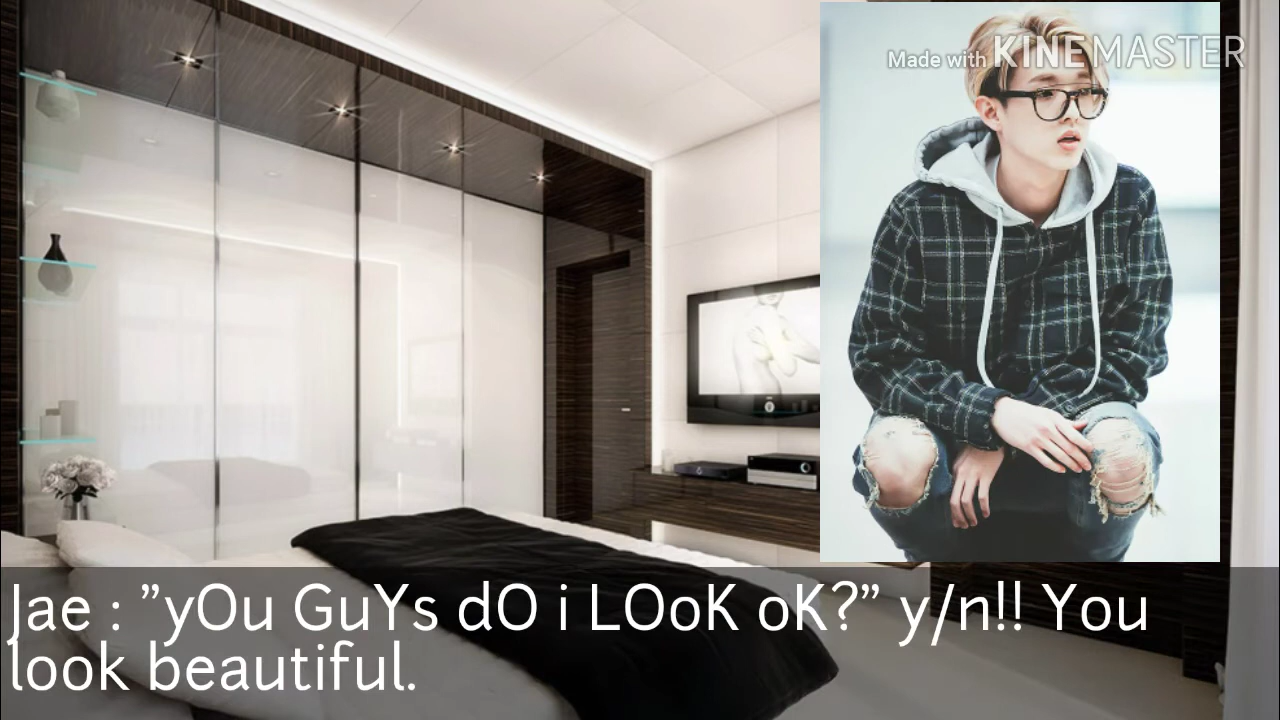 Made with KINEMASTER
Jae : ”yOu GuYs dO i LOoK oK?” y/n!! You
look beautiful.